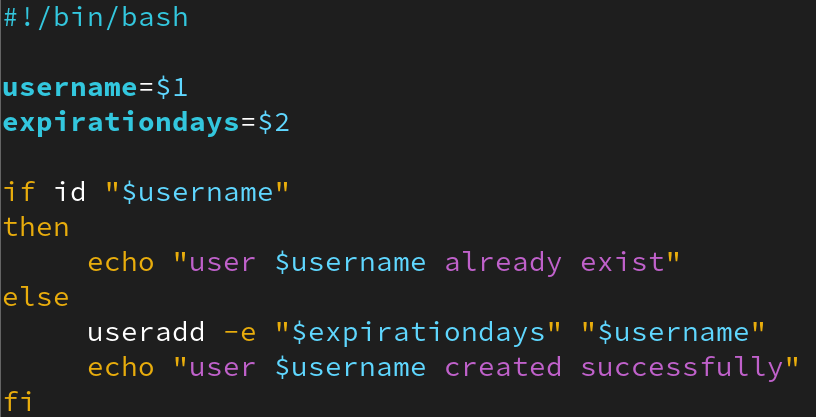 #!/bin/bash

username=$1
expirationdays=$2

if id "$username"
then
     echo "user $username already exist"
else
     useradd -e "$expirationdays" "$username"
     echo "user $username created successfully"
fi